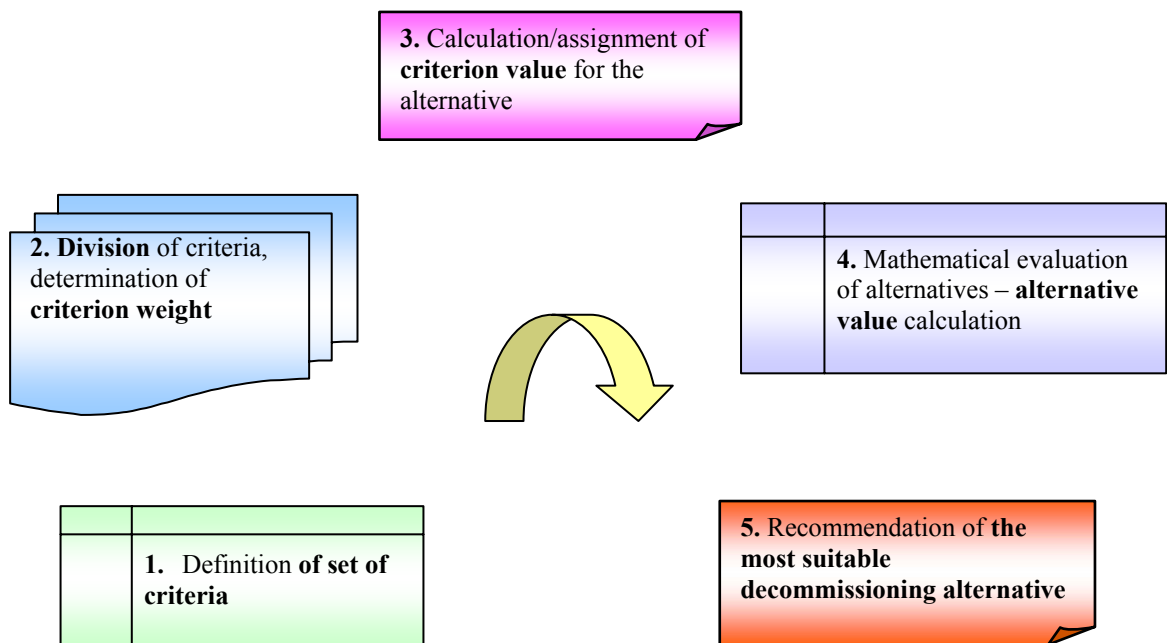 3. Calculation/assignment of
criterion value for the
alternative
2. Division of criteria,
determination of
criterion weight
4. Mathematical evaluation
of alternatives – alternative
value calculation
1. Definition of set of
criteria
5. Recommendation of the
most suitable
decommissioning alternative